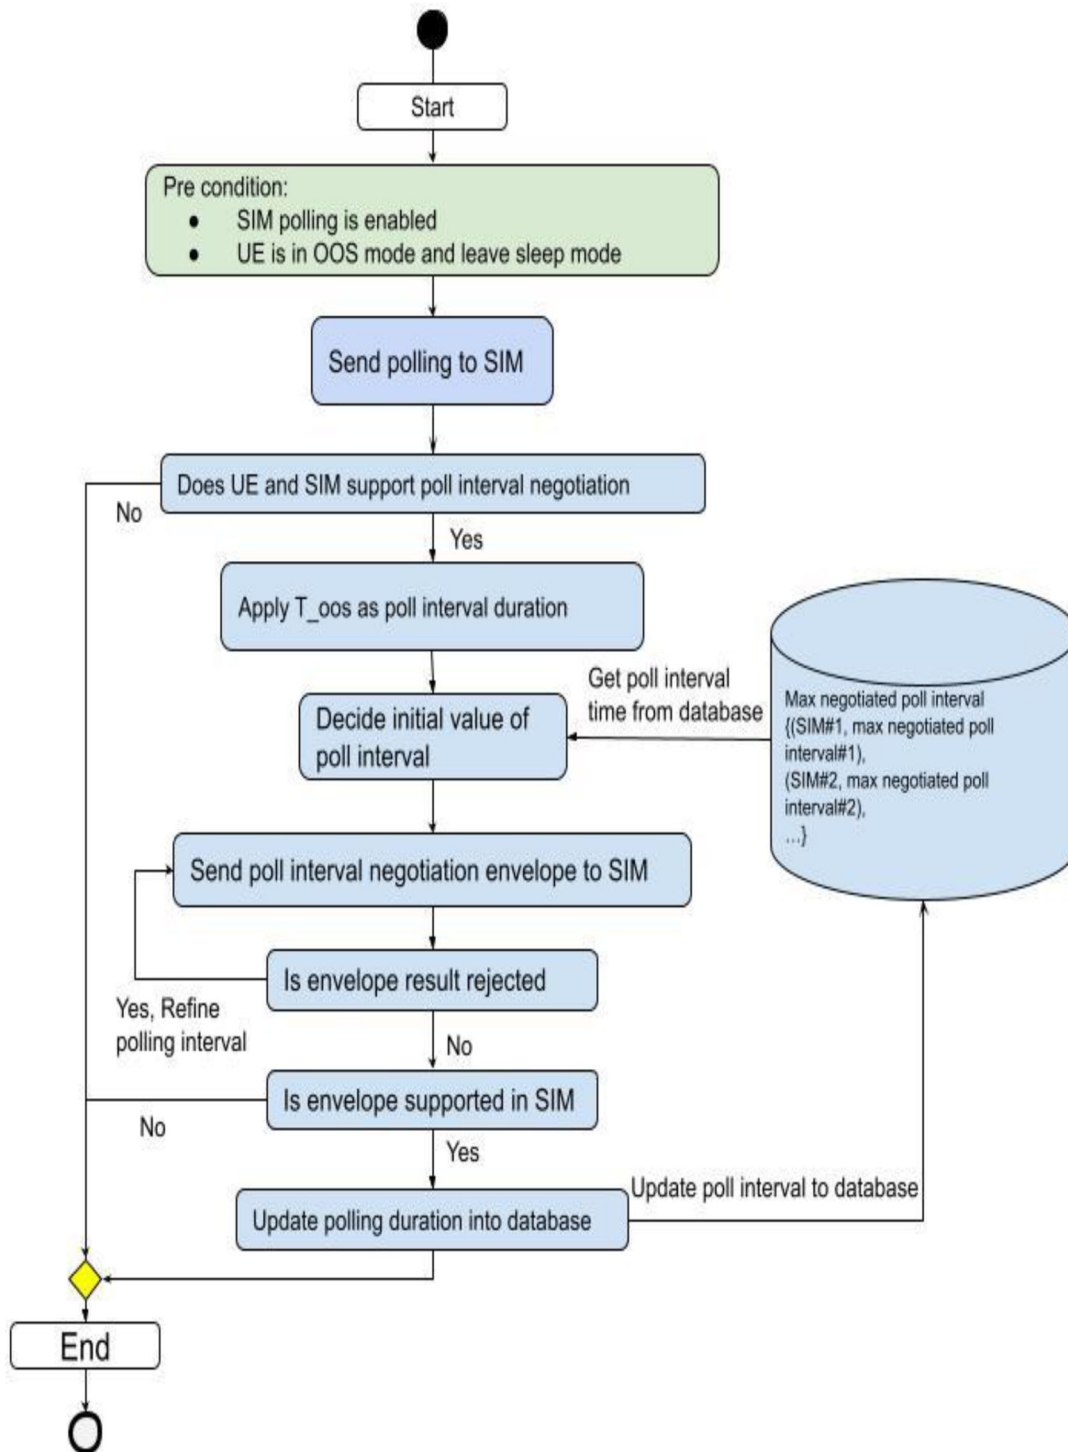 Start
Pre condition:
● SIM polling is enabled
● UE is in OOS mode and leave sleep mode
Send polling to SIM
Does UE and SIM support poll interval negotiation
No
Yes
Apply T_oos as poll interval duration
Get poll interval
time from database
Decide initial value of
poll interval
Max negotiated poll interval
{(SIM#1, max negotiated poll
interval#1),
(SIM#2, max negotiated poll
interval#2),
…}
Send poll interval negotiation envelope to SIM
Is envelope result rejected
Yes, Refine
polling interval
No
Is envelope supported in SIM
No
Yes
Update poll interval to database
Update polling duration into database
End